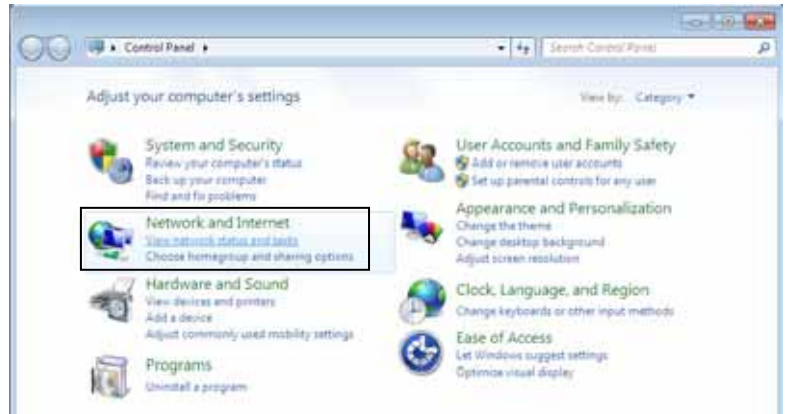 Control Panel
Search Control Panel
Adjust your computer's settings
View by: Category
System and Security
Review your computer's status
Back up your computer
Find and fix problems
Network and Internet
View network status and tasks
Choose homegroup and sharing options
Hardware and Sound
View devices and printers
Add a device
Adjust commonly used mobility settings
Programs
Uninstall a program
User Accounts and Family Safety
Add or remove user accounts
Set up parental controls for any user
Appearance and Personalization
Change the theme
Change desktop background
Adjust screen resolution
Clock, Language, and Region
Change keyboards or other input methods
Ease of Access
Let Windows suggest settings
Optimize visual display